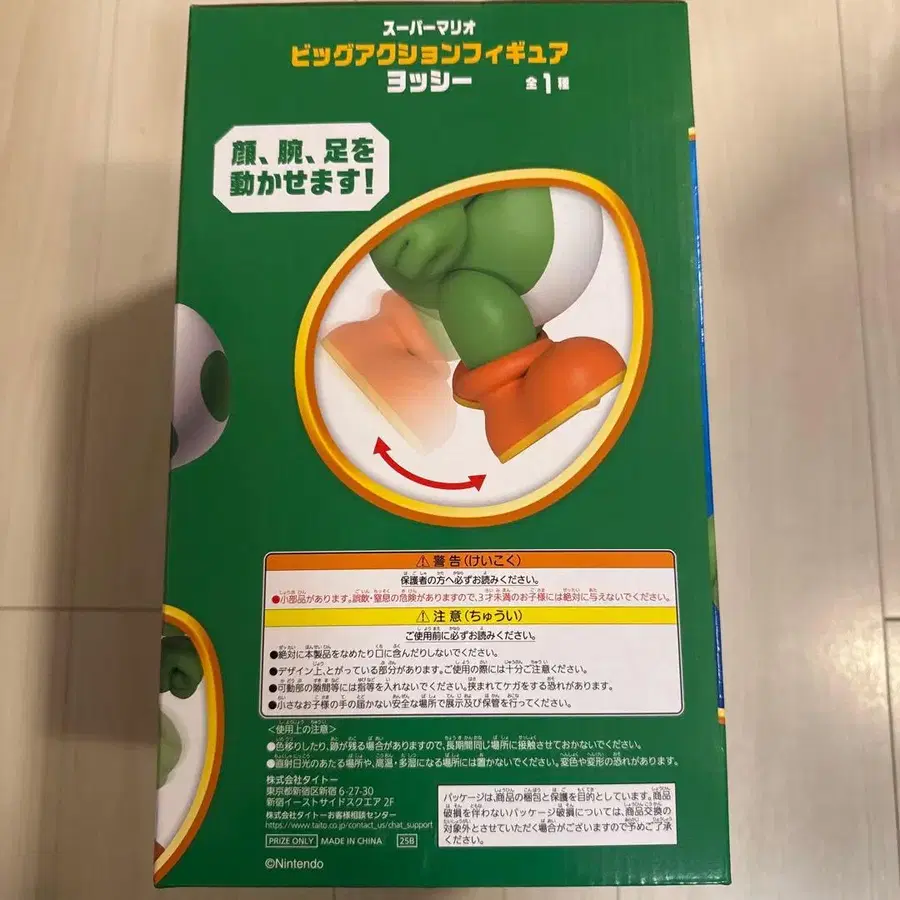 スーパーマリオ
ビッグアクションフィギュア
ヨッシー 全1種
顔、腕、足を
動かせます!
⚠警告(けいこく)
保護者の方へ必ずお読みください。
●小部品があります。誤飲・窒息の危険がありますので、3才未満のお子様には絶対に与えないでください。
⚠注意(ちゅうい)
ご使用前に必ずお読みください。
●絶対に本製品をなめたり口に含んだりしないでください。
●デザイン上、とがっている部分があります。ご使用の際には十分ご注意ください。
●可動部の隙間等には指等を入れないでください。挟まれてケガをする恐れがあります。
●小さなお子様の手の届かない安全な場所で展示及び保管を行ってください。
<使用上の注意>
●色移りしたり、跡が残る場合がありますので、長期間同じ場所に接触させておかないでください。
●直射日光のあたる場所や、高温・多湿になる場所には置かないでください。変色や変形の恐れがあります。
株式会社タイトー
東京都新宿区新宿 6-27-30
新宿イーストサイドスクエア 2F
株式会社タイトーお客様相談センター
https://www.taito.co.jp/contact_us/chat_support
PRIZE ONLY MADE IN CHINA 25B
©Nintendo
パッケージは、商品の梱包と保護を目的としています。商品
破損を伴わないパッケージ破損については、商品交換の
対象外とさせていただく場合がございますので予めご了承
ください。